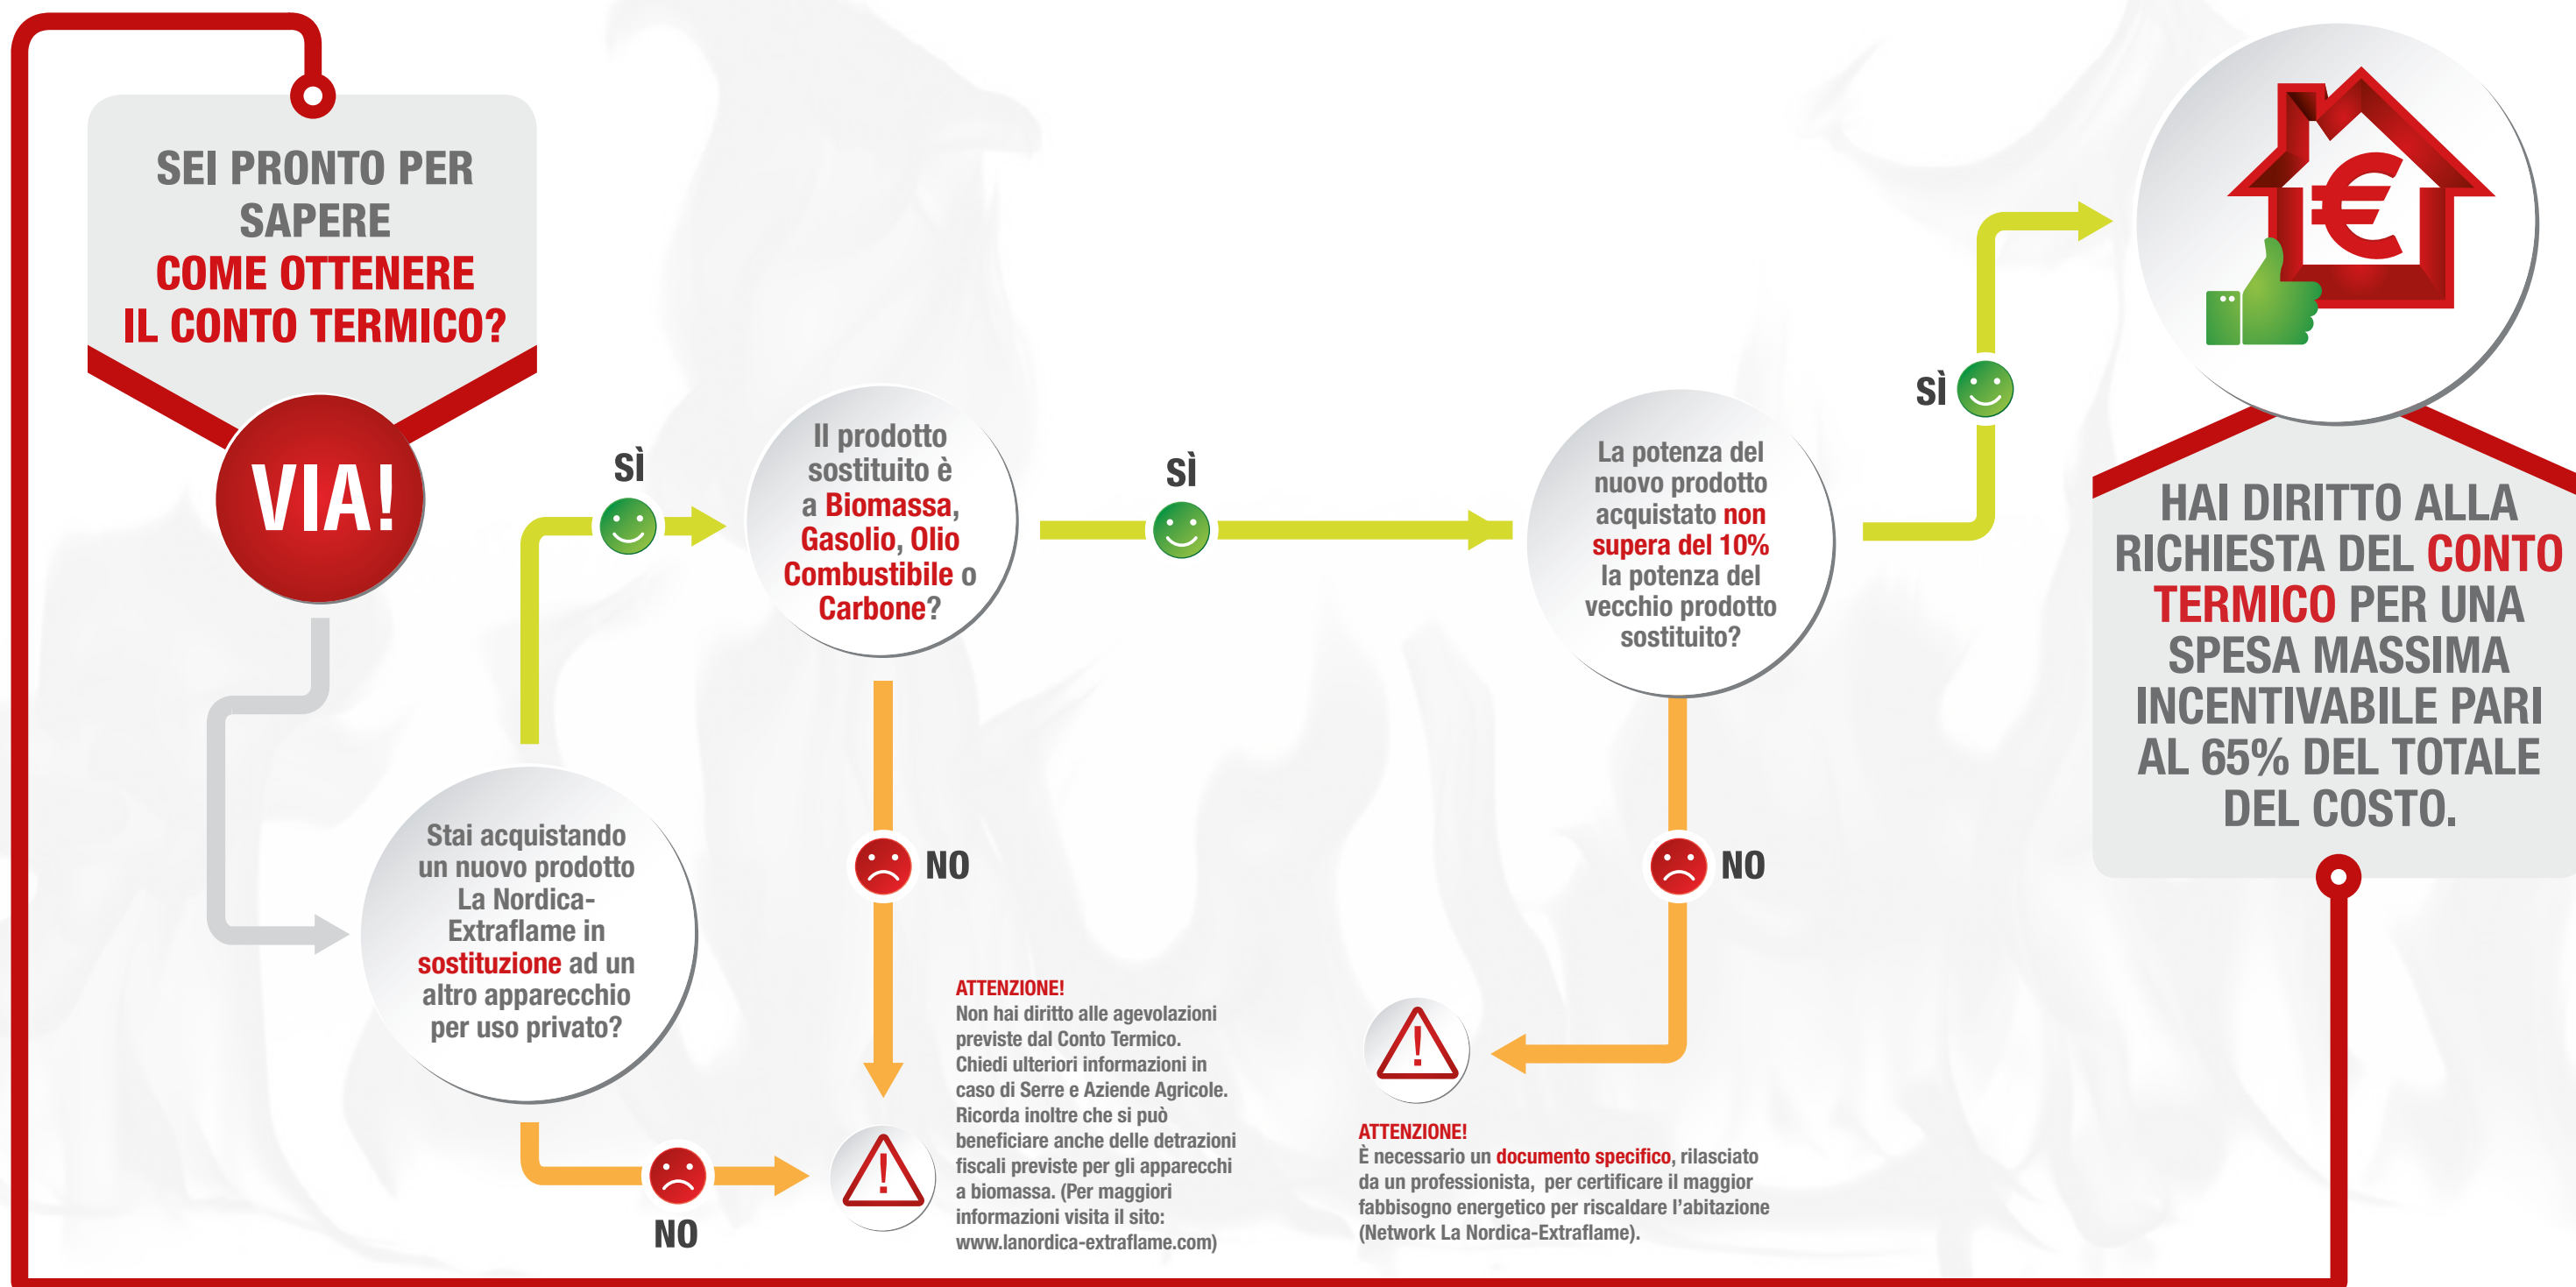 SEI PRONTO PER
SAPERE
COME OTTENERE
IL CONTO TERMICO?
VIA!
Stai acquistando
un nuovo prodotto
La Nordica-
Extraflame in
sostituzione ad un
altro apparecchio
per uso privato?
SÌ
NO
Il prodotto
sostituito è
a Biomassa,
Gasolio, Olio
Combustibile o
Carbone?
SÌ
NO
!
ATTENZIONE!
Non hai diritto alle agevolazioni
previste dal Conto Termico.
Chiedi ulteriori informazioni in
caso di Serre e Aziende Agricole.
Ricorda inoltre che si può
beneficiare anche delle detrazioni
fiscali previste per gli apparecchi
a biomassa. (Per maggiori
informazioni visita il sito:
www.lanordica-extraflame.com)
La potenza del
nuovo prodotto
acquistato non
supera del 10%
la potenza del
vecchio prodotto
sostituito?
SÌ
NO
!
ATTENZIONE!
È necessario un documento specifico, rilasciato
da un professionista, per certificare il maggior
fabbisogno energetico per riscaldare l'abitazione
(Network La Nordica-Extraflame).
€
HAI DIRITTO ALLA
RICHIESTA DEL CONTO
TERMICO PER UNA
SPESA MASSIMA
INCENTIVABILE PARI
AL 65% DEL TOTALE
DEL COSTO.